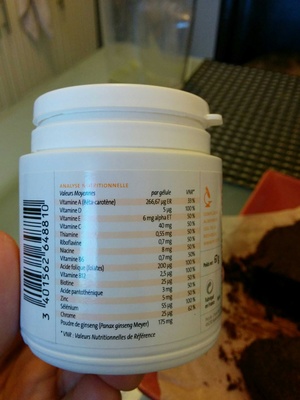 ANALYSE NUTRITIONNELLE
Valeurs Moyennes par gélule VNR*
Vitamine A (Bêta-carotène) 266,67 µg ER
Vitamine D 5 µg 100%
Vitamine E 6 mg alpha ET 50%
Vitamine C 40 mg 50%
Thiamine 0,55 mg 50%
Riboflavine 0,7 mg 50%
Niacine 8 mg 50%
Vitamine B6 0,7 mg 50%
Acide folique (folates) 200 µg 100%
Vitamine B12 2,5 µg 100%
Biotine 25 µg 50%
Acide pantothénique 3 mg 50%
Zinc 5 mg 50%
Sélénium 55 µg 100%
Chrome 25 µg
Poudre de ginseng (Panax ginseng Meyer) 175 mg
* VNR : Valeurs Nutritionnelles de Référence
3 401562 648810